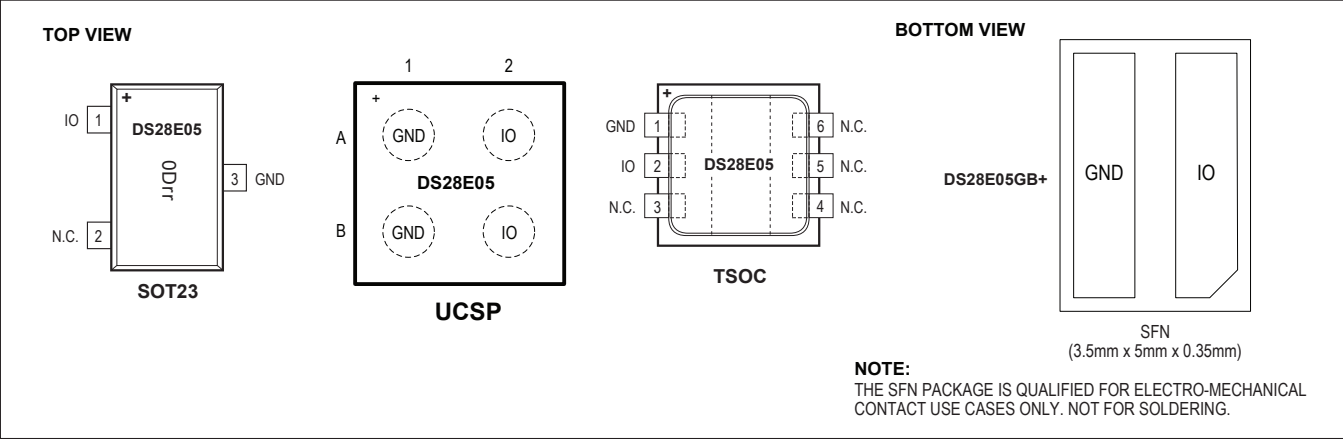 TOP VIEW
+
DS28E05
0Drr
IO 1
N.C. 2
3 GND
SOT23
1 2
+
A GND IO
DS28E05
B GND IO
UCSP
+
GND 1 6 N.C.
IO 2 DS28E05 5 N.C.
N.C. 3 4 N.C.
TSOC
BOTTOM VIEW
DS28E05GB+ GND IO
SFN
(3.5mm x 5mm x 0.35mm)
NOTE:
THE SFN PACKAGE IS QUALIFIED FOR ELECTRO-MECHANICAL
CONTACT USE CASES ONLY. NOT FOR SOLDERING.